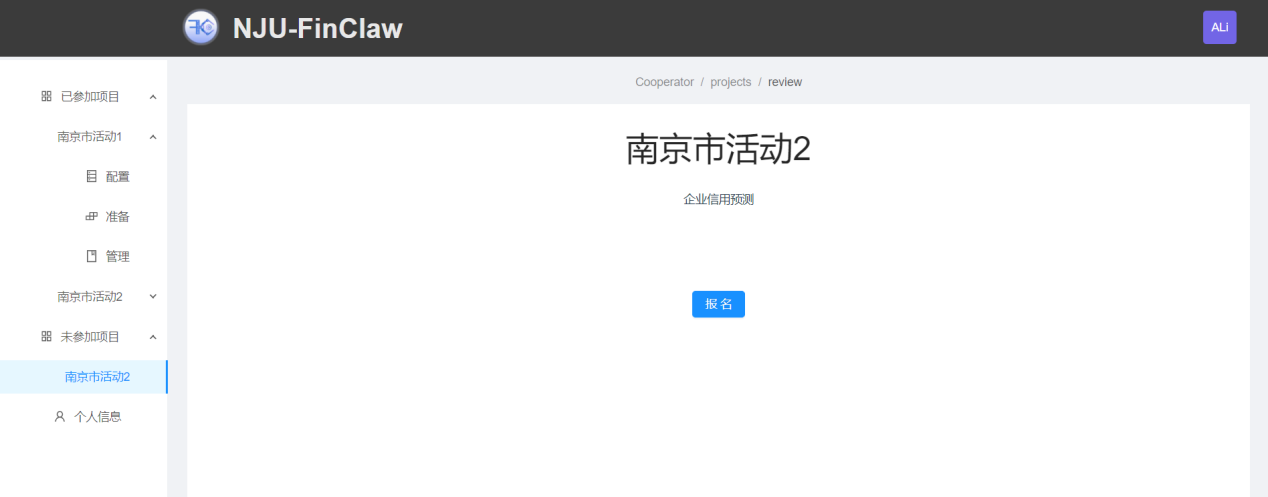 NJU-FinClaw
ALi
已参加项目
南京市活动1
配置
准备
管理
南京市活动2
未参加项目
南京市活动2
个人信息
Cooperator / projects / review
南京市活动2
企业信用预测
报 名